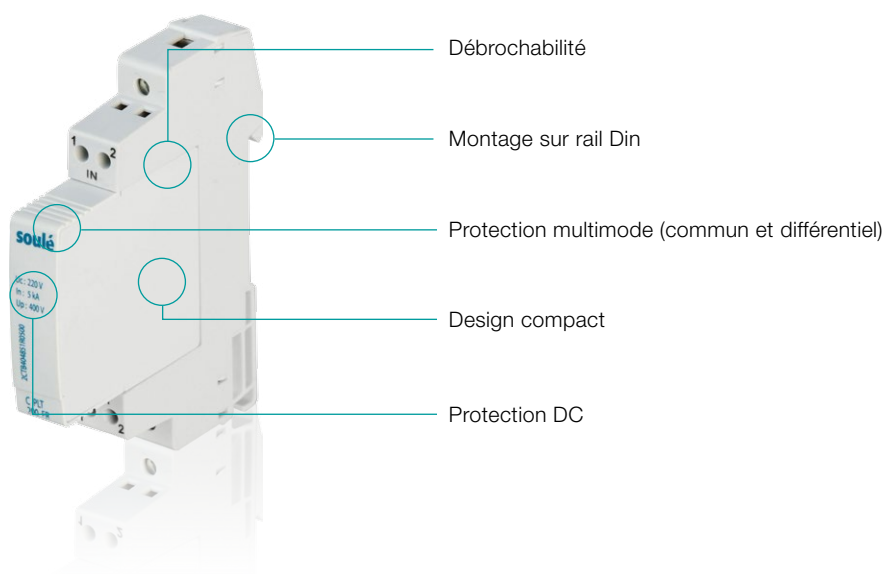 Débrochabilité
Montage sur rail Din
1 2
IN
Protection multimode (commun et différentiel)
soulé
Uc : 220 V
In : 5 kA
Up : 400 V
Design compact
C PLT
Protection DC
2